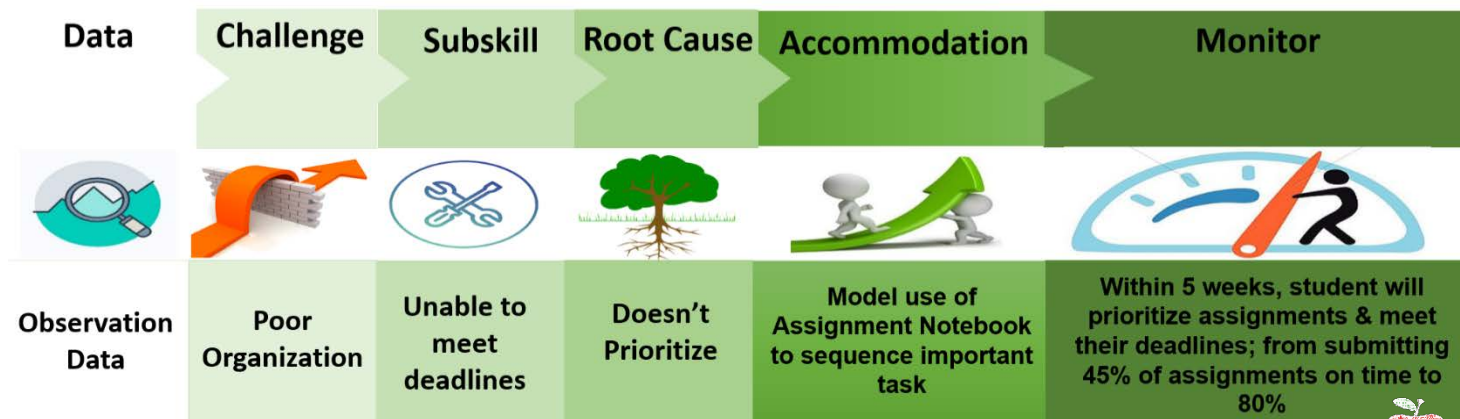 Data
Challenge
Subskill
Root Cause
Accommodation
Monitor
Observation
Data
Poor
Organization
Unable to
meet
deadlines
Doesn’t
Prioritize
Model use of
Assignment Notebook
to sequence important
task
Within 5 weeks, student will
prioritize assignments & meet
their deadlines; from submitting
45% of assignments on time to
80%